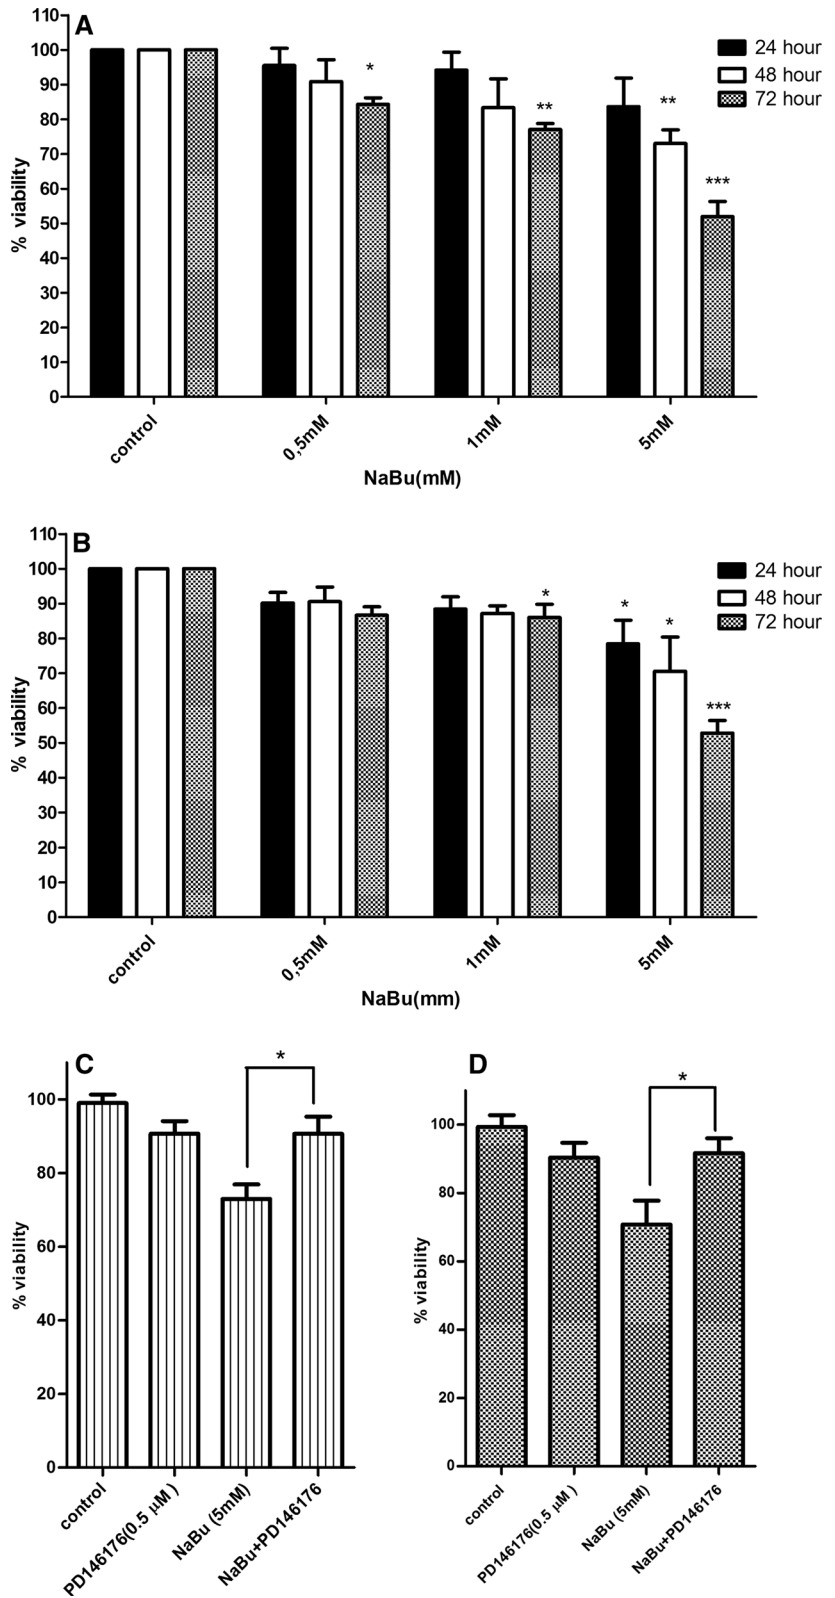 A
110
100
90
80
70
60
50
40
30
20
10
0
% viability
24 hour
48 hour
72 hour
*
**
**
***
control
0,5mM
1mM
5mM
NaBu(mM)
B
110
100
90
80
70
60
50
40
30
20
10
0
% viability
24 hour
48 hour
72 hour
*
*
*
***
control
0,5mM
1mM
5mM
NaBu(mm)
C
100
80
60
40
20
0
% viability
*
control
PD146176(0.5 μM )
NaBu (5mM)
NaBu+PD146176
D
100
80
60
40
20
0
% viability
*
control
PD146176(0.5 μM )
NaBu (5mM)
NaBu+PD146176